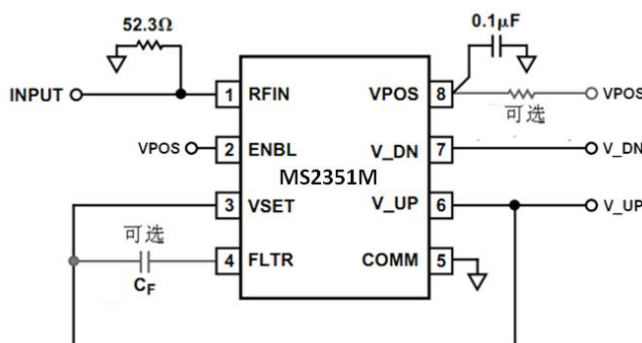 52.3Ω
0.1μF
INPUT
1 RFIN
VPOS 8
VPOS
可选
VPOS
2 ENBL
V_DN 7
V_DN
MS2351M
3 VSET
V_UP 6
V_UP
可选
4 FLTR
COMM 5
CF